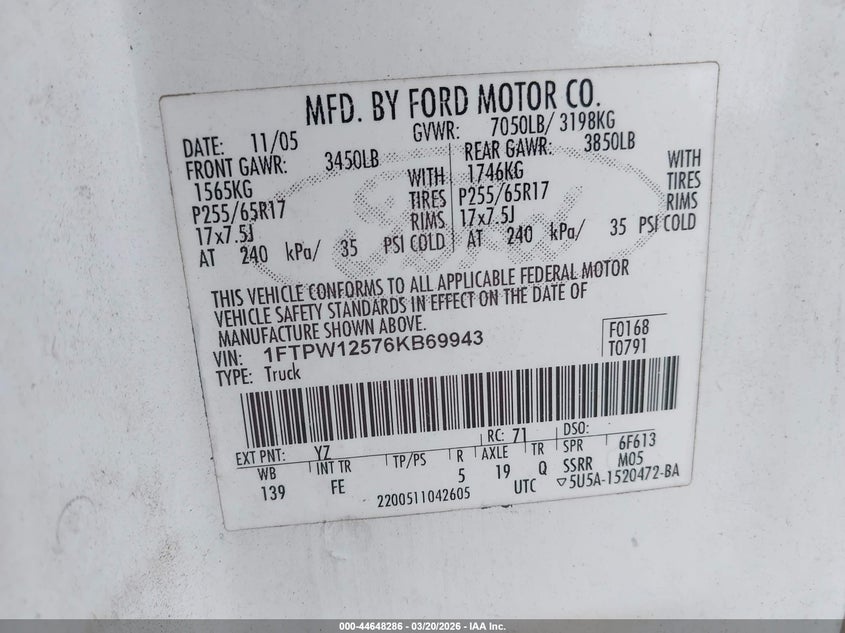 MFD. BY FORD MOTOR CO.
DATE: 11/05 GVWR: 7050LB/ 3198KG
FRONT GAWR: 3450LB REAR GAWR: 3850LB
1565KG WITH 1746KG WITH
P255/65R17 TIRES P255/65R17 TIRES
17x7.5J RIMS 17x7.5J RIMS
AT 240 kPa/ 35 PSI COLD AT 240 kPa/ 35 PSI COLD
THIS VEHICLE CONFORMS TO ALL APPLICABLE FEDERAL MOTOR
VEHICLE SAFETY STANDARDS IN EFFECT ON THE DATE OF
MANUFACTURE SHOWN ABOVE.
VIN: 1FTPW12576KB69943 F0168
TYPE: Truck T0791
EXT PNT: YZ RC: 71 DSO:
WB INT TR TP/PS R AXLE TR SPR 6F613
139 FE 5 19 Q SSRR M05
2200511042605 UTC ▽5U5A-1520472-BA
000-44648286 - 03/20/2026 - IAA Inc.